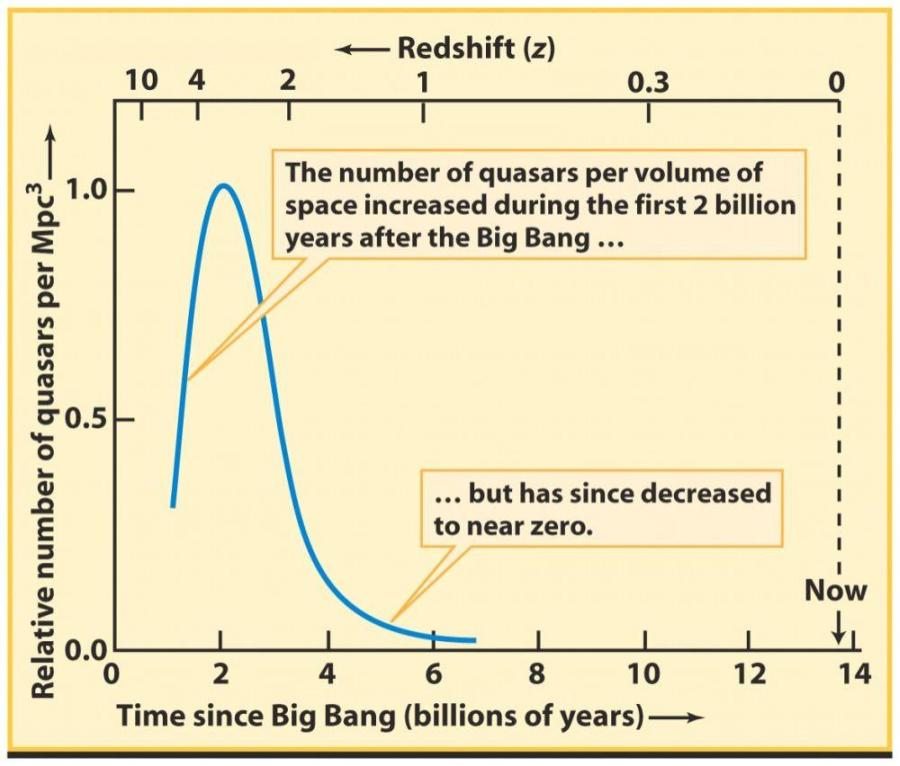 ← Redshift (z)
10 4 2 1 0.3 0
The number of quasars per volume of
space increased during the first 2 billion
years after the Big Bang ...
... but has since decreased
to near zero.
Now
Relative number of quasars per Mpc³ →
1.0
0.5
0.0
0 2 4 6 8 10 12 14
Time since Big Bang (billions of years) →